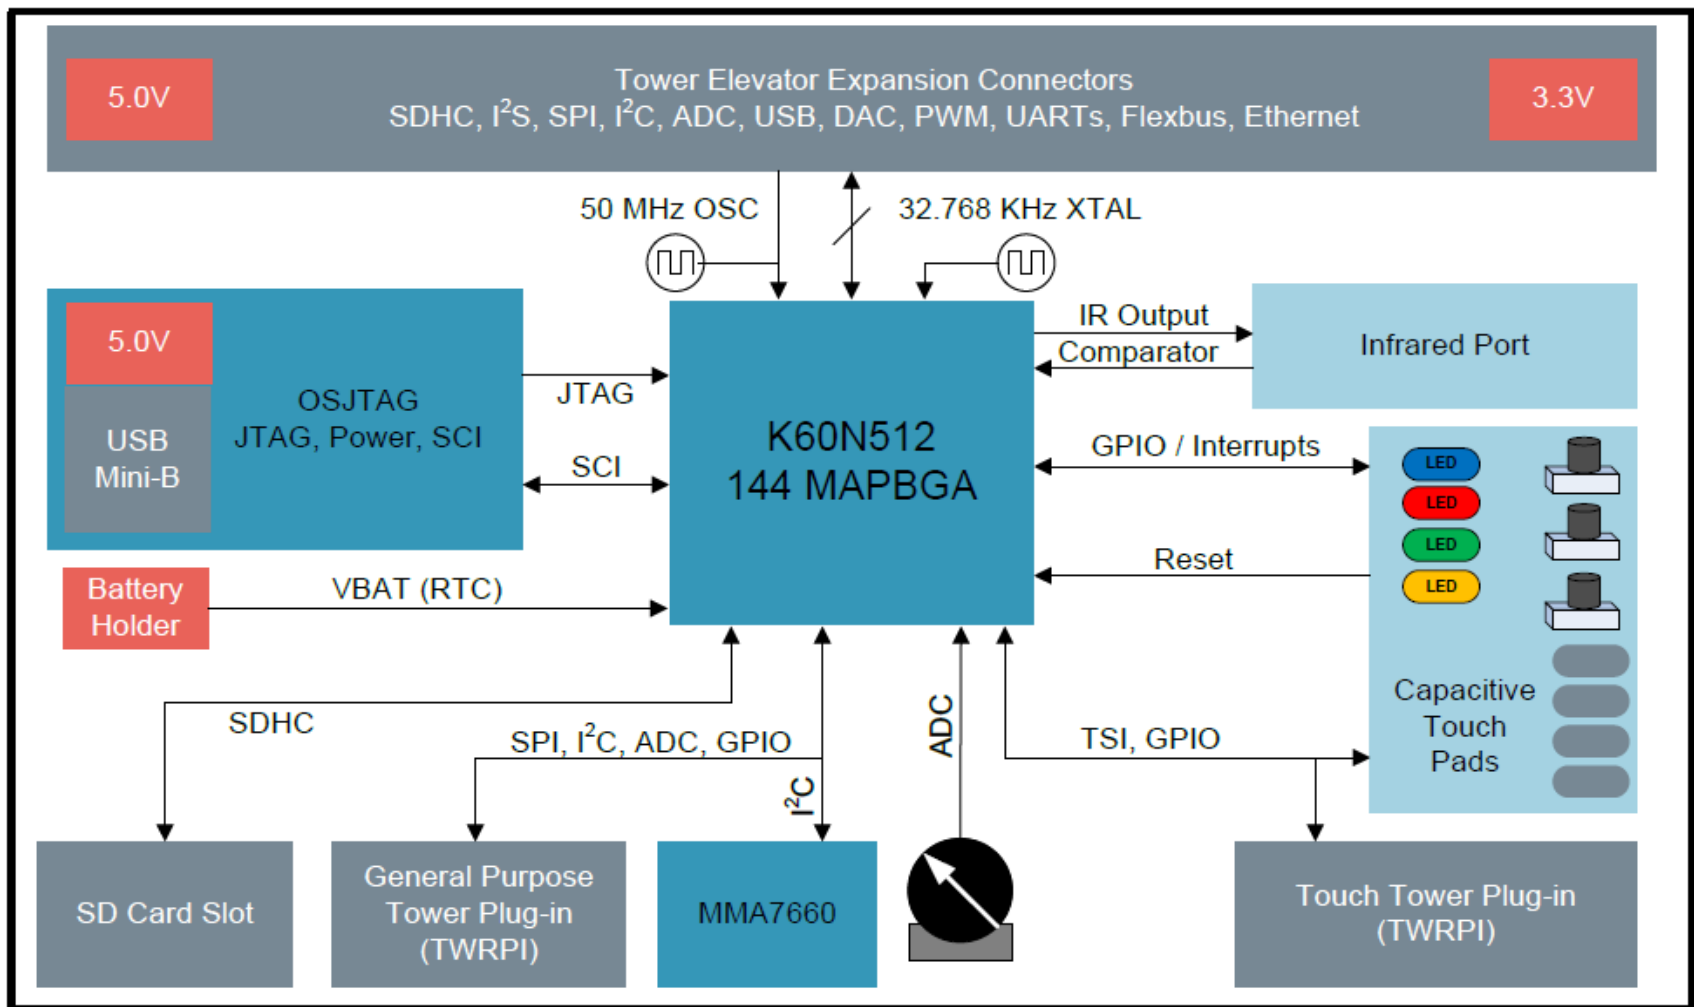 5.0V
Tower Elevator Expansion Connectors
SDHC, I²S, SPI, I²C, ADC, USB, DAC, PWM, UARTs, Flexbus, Ethernet
3.3V
50 MHz OSC
32.768 KHz XTAL
5.0V
USB
Mini-B
OSJTAG
JTAG, Power, SCI
JTAG
SCI
K60N512
144 MAPBGA
IR Output
Comparator
Infrared Port
GPIO / Interrupts
LED
LED
LED
LED
Reset
Capacitive
Touch
Pads
Battery
Holder
VBAT (RTC)
SDHC
SPI, I²C, ADC, GPIO
I²C
ADC
TSI, GPIO
SD Card Slot
General Purpose
Tower Plug-in
(TWRPI)
MMA7660
Touch Tower Plug-in
(TWRPI)